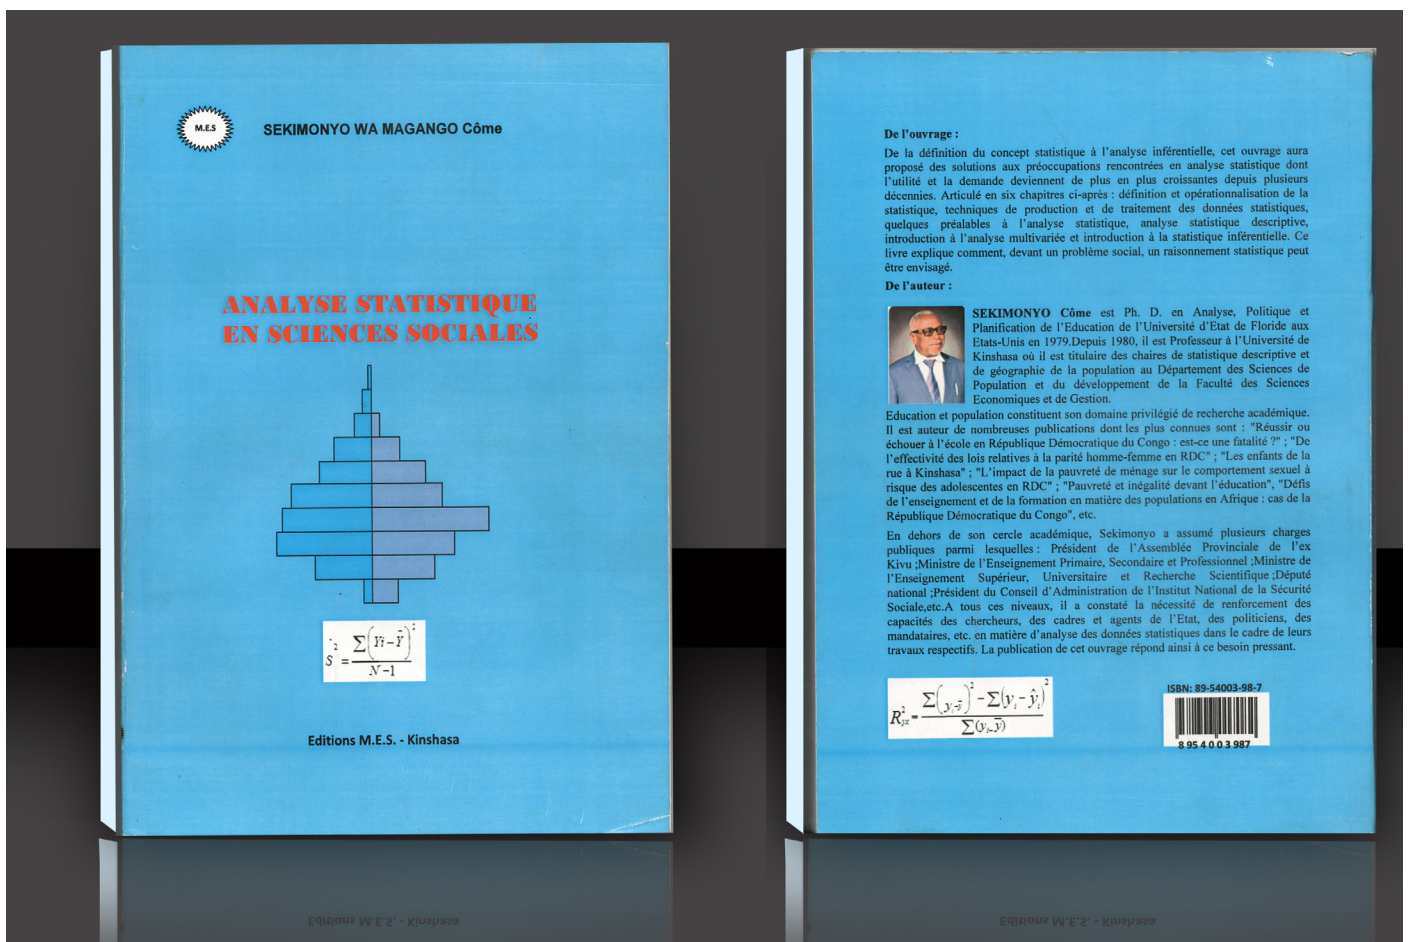 M.E.S
SEKIMONYO WA MAGANGO Côme
ANALYSE STATISTIQUE
EN SCIENCES SOCIALES
S² = ∑(Yi–Ȳ)² / N–1
Editions M.E.S. - Kinshasa
Editions M.E.S. - Kinshasa
De l'ouvrage :
De la définition du concept statistique à l'analyse inférentielle, cet ouvrage aura
proposé des solutions aux préoccupations rencontrées en analyse statistique dont
l'utilité et la demande deviennent de plus en plus croissantes depuis plusieurs
décennies. Articulé en six chapitres ci-après : définition et opérationnalisation de la
statistique, techniques de production et de traitement des données statistiques,
quelques préalables à l'analyse statistique, analyse statistique descriptive,
introduction à l'analyse multivariée et introduction à la statistique inférentielle. Ce
livre explique comment, devant un problème social, un raisonnement statistique peut
être envisagé.
De l'auteur :
SEKIMONYO Côme est Ph. D. en Analyse, Politique et
Planification de l'Education de l'Université d'Etat de Floride aux
Etats-Unis en 1979.Depuis 1980, il est Professeur à l'Université de
Kinshasa où il est titulaire des chaires de statistique descriptive et
de géographie de la population au Département des Sciences de
Population et du développement de la Faculté des Sciences
Economiques et de Gestion.
Education et population constituent son domaine privilégié de recherche académique.
Il est auteur de nombreuses publications dont les plus connues sont : "Réussir ou
échouer à l'école en République Démocratique du Congo : est-ce une fatalité ?" ; "De
l'effectivité des lois relatives à la parité homme-femme en RDC" ; "Les enfants de la
rue à Kinshasa" ; "L'impact de la pauvreté de ménage sur le comportement sexuel à
risque des adolescentes en RDC" ; "Pauvreté et inégalité devant l'éducation", "Défis
de l'enseignement et de la formation en matière des populations en Afrique : cas de la
République Démocratique du Congo", etc.
En dehors de son cercle académique, Sekimonyo a assumé plusieurs charges
publiques parmi lesquelles : Président de l'Assemblée Provinciale de l'ex
Kivu ;Ministre de l'Enseignement Primaire, Secondaire et Professionnel ;Ministre de
l'Enseignement Supérieur, Universitaire et Recherche Scientifique ;Député
national ;Président du Conseil d'Administration de l'Institut National de la Sécurité
Sociale,etc.A tous ces niveaux, il a constaté la nécessité de renforcement des
capacités des chercheurs, des cadres et agents de l'Etat, des politiciens, des
mandataires, etc. en matière d'analyse des données statistiques dans le cadre de leurs
travaux respectifs. La publication de cet ouvrage répond ainsi à ce besoin pressant.
R²yx = ∑(yi–ȳ)² – ∑(yi – ŷi)² / ∑(yi–ȳ)
ISBN: 89-54003-98-7
8 95 4 0 0 3 987
Editions M.E.S. - Kinshasa